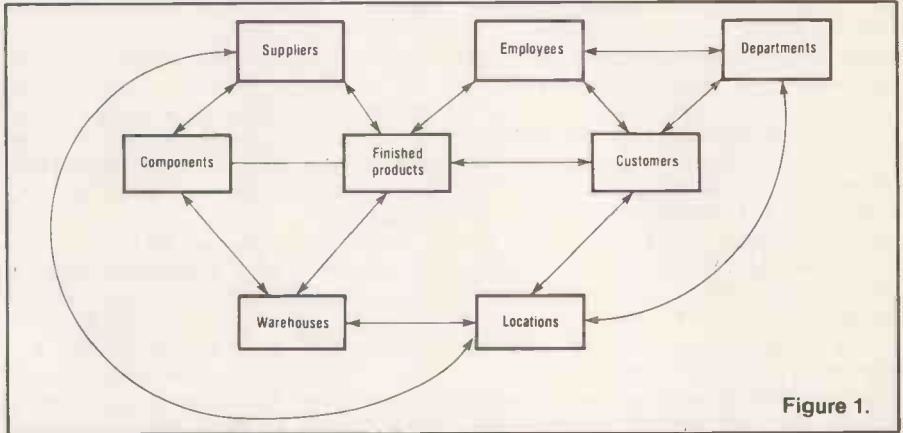 Suppliers
Employees
Departments
Components
Finished
products
Customers
Warehouses
Locations
Figure 1.